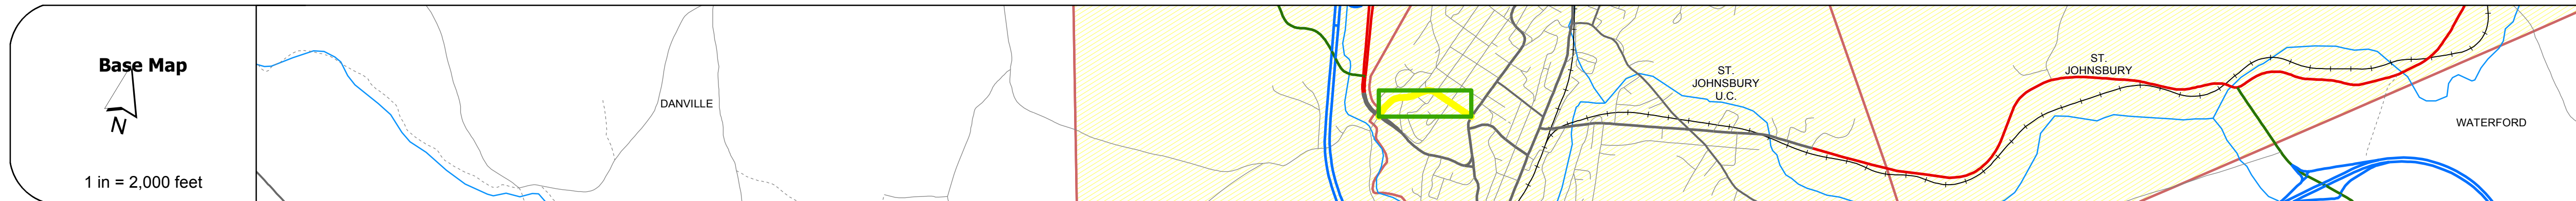 Base Map
N
1 in = 2,000 feet
DANVILLE
ST.
JOHNSBURY
U.C.
ST.
JOHNSBURY
WATERFORD